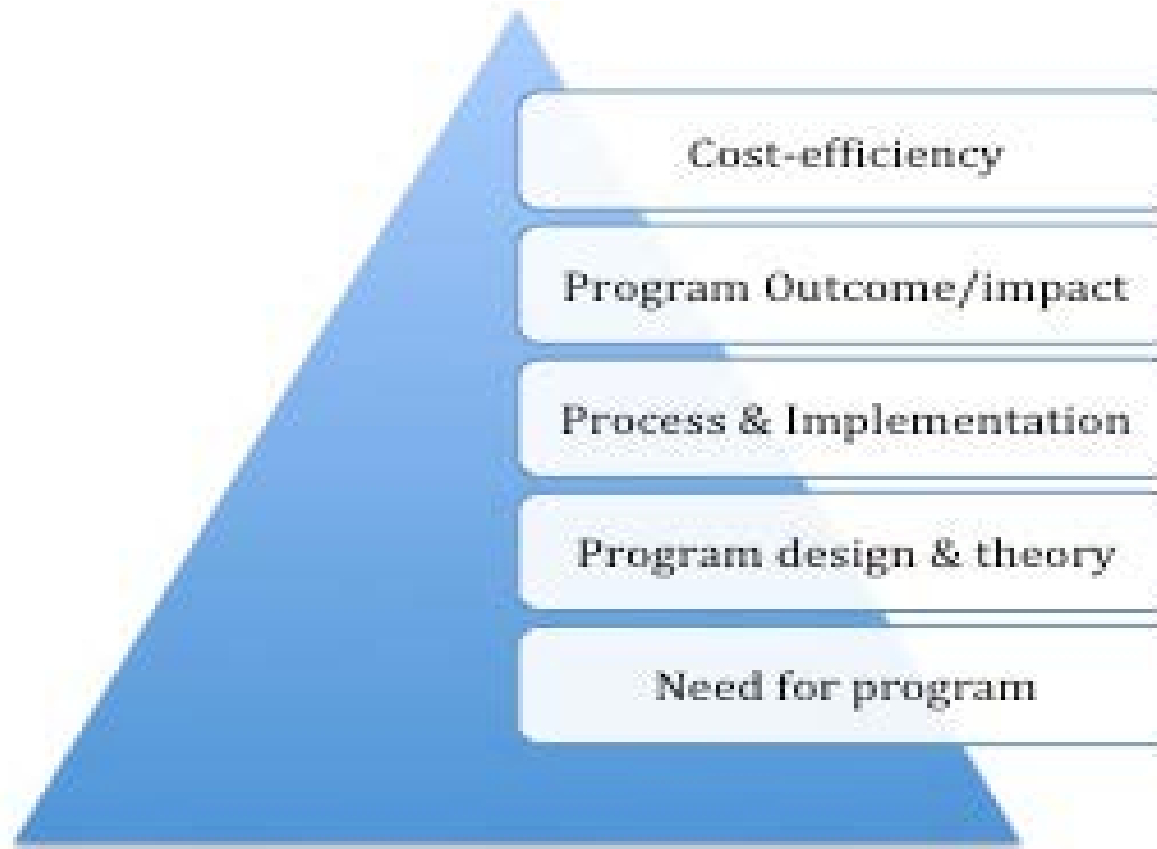 Cost-efficiency
Program Outcome/impact
Process & Implementation
Program design & theory
Need for program